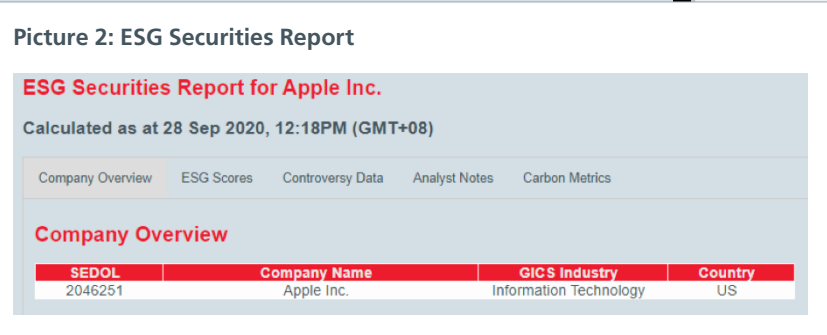 Picture 2: ESG Securities Report
ESG Securities Report for Apple Inc.
Calculated as at 28 Sep 2020, 12:18PM (GMT+08)
Company Overview ESG Scores Controversy Data Analyst Notes Carbon Metrics
Company Overview
SEDOL Company Name GICS Industry Country
2046251 Apple Inc. Information Technology US